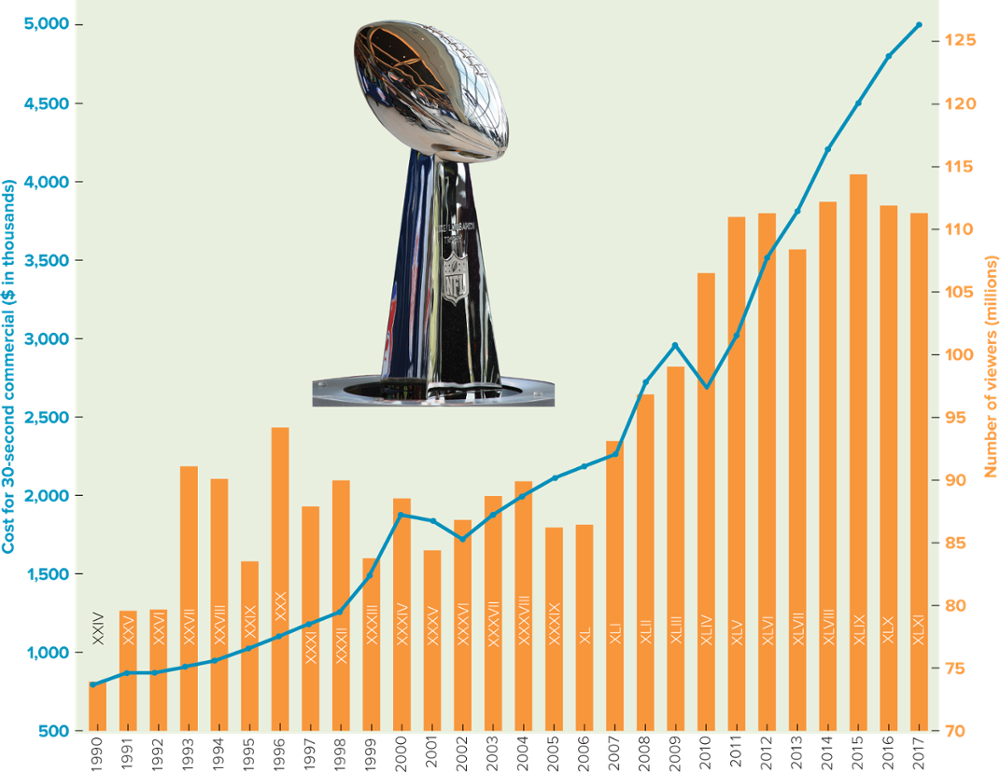 Cost for 30-second commercial ($ in thousands)
5,000
4,500
4,000
3,500
3,000
2,500
2,000
1,500
1,000
500
Number of viewers (millions)
125
120
115
110
105
100
95
90
85
80
75
70
NFL
XXIV
XXV
XXVI
XXVII
XXVIII
XXIX
XXX
XXXI
XXXII
XXXIII
XXXIV
XXXV
XXXVI
XXXVII
XXXVIII
XXXIX
XL
XLI
XLII
XLIII
XLIV
XLV
XLVI
XLVII
XLVIII
XLIX
XLX
XLXI
1990
1991
1992
1993
1994
1995
1996
1997
1998
1999
2000
2001
2002
2003
2004
2005
2006
2007
2008
2009
2010
2011
2012
2013
2014
2015
2016
2017